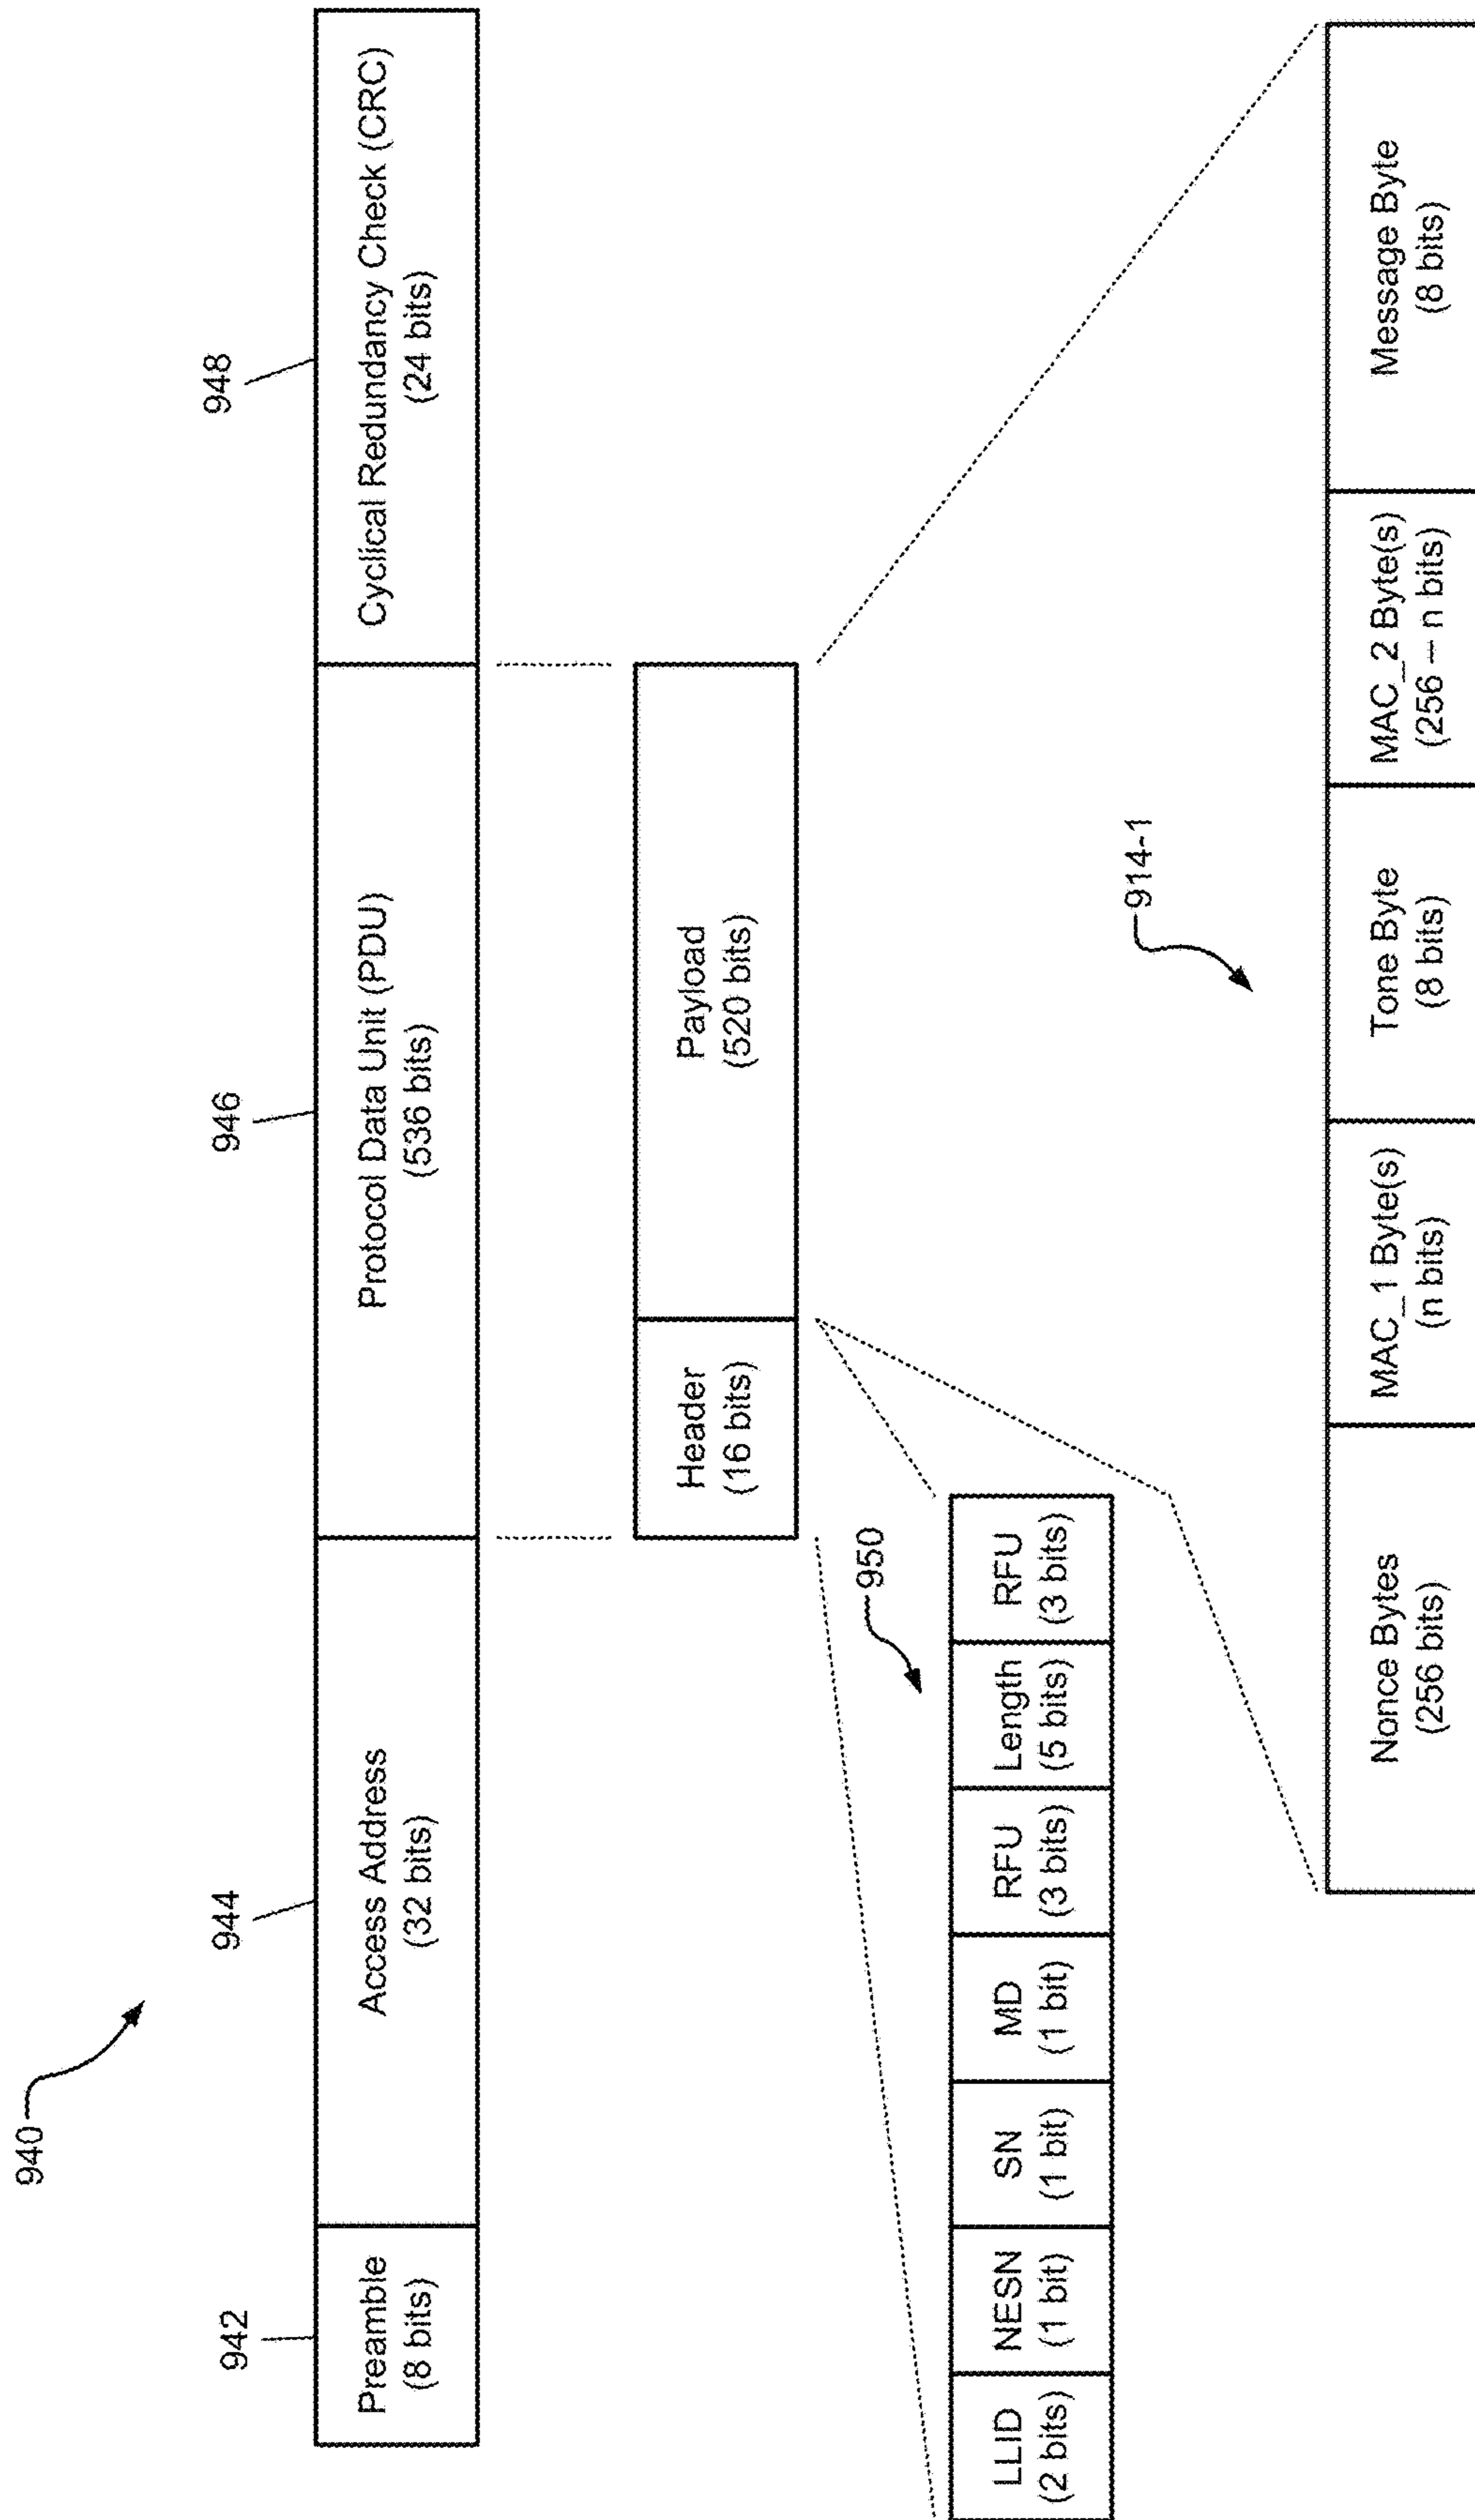 940
942
944
946
948
Preamble
(8 bits)
Access Address
(32 bits)
Protocol Data Unit (PDU)
(536 bits)
Cyclical Redundancy Check (CRC)
(24 bits)
Header
(16 bits)
Payload
(520 bits)
950
LLID
(2 bits)
NESN
(1 bit)
SN
(1 bit)
MD
(1 bit)
RFU
(3 bits)
Length
(5 bits)
RFU
(3 bits)
914-1
Nonce Bytes
(256 bits)
MAC_1 Byte(s)
(n bits)
Tone Byte
(8 bits)
MAC_2 Byte(s)
(256 – n bits)
Message Byte
(8 bits)